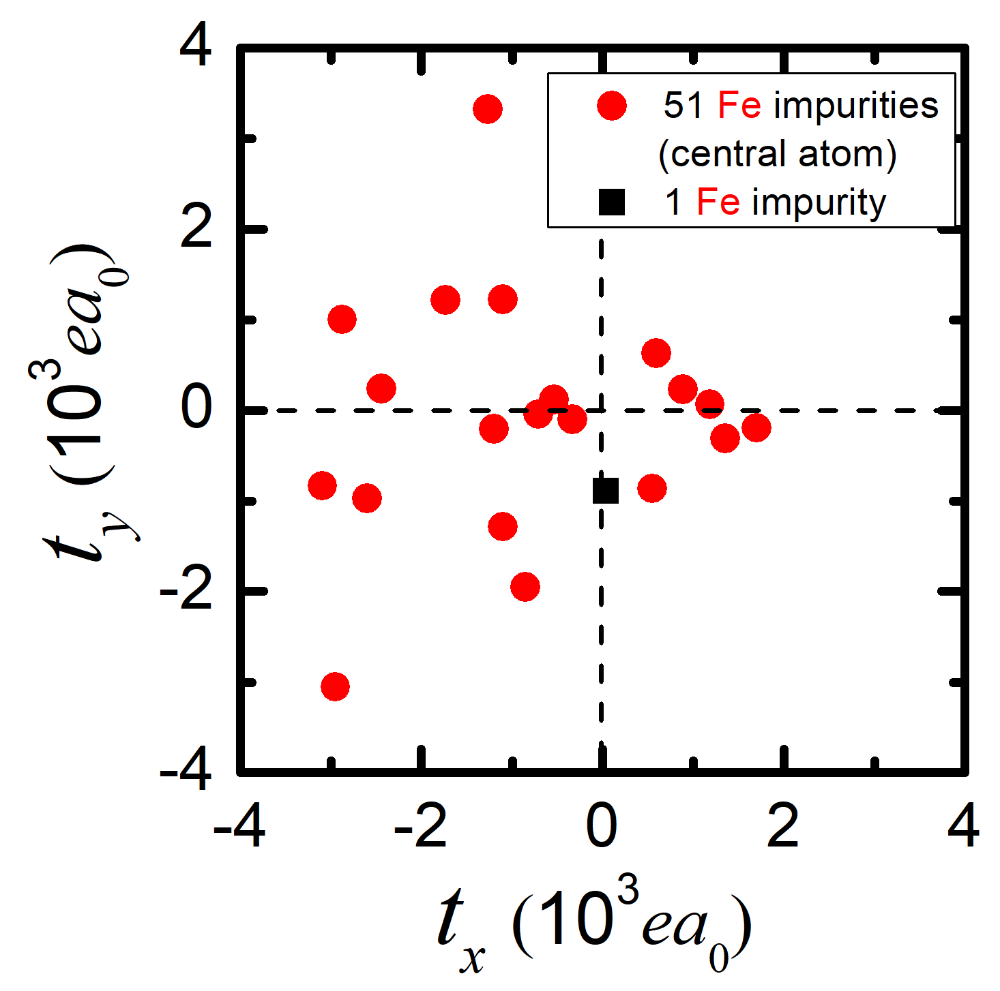 4
2
0
-2
-4
-4 -2 0 2 4
t_y (10^3 ea_0)
51 Fe impurities
(central atom)
1 Fe impurity
t_x (10^3 ea_0)